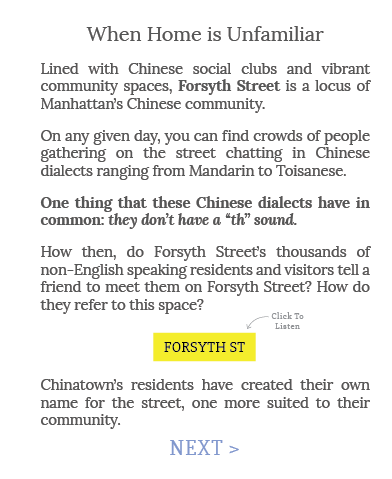 When Home is Unfamiliar
Lined with Chinese social clubs and vibrant
community spaces, Forsyth Street is a locus of
Manhattan's Chinese community.
On any given day, you can find crowds of people
gathering on the street chatting in Chinese
dialects ranging from Mandarin to Toisanese.
One thing that these Chinese dialects have in
common: they don't have a “th” sound.
How then, do Forsyth Street's thousands of
non-English speaking residents and visitors tell a
friend to meet them on Forsyth Street? How do
they refer to this space?
Click To
Listen
FORSYTH ST
Chinatown's residents have created their own
name for the street, one more suited to their
community.
NEXT >